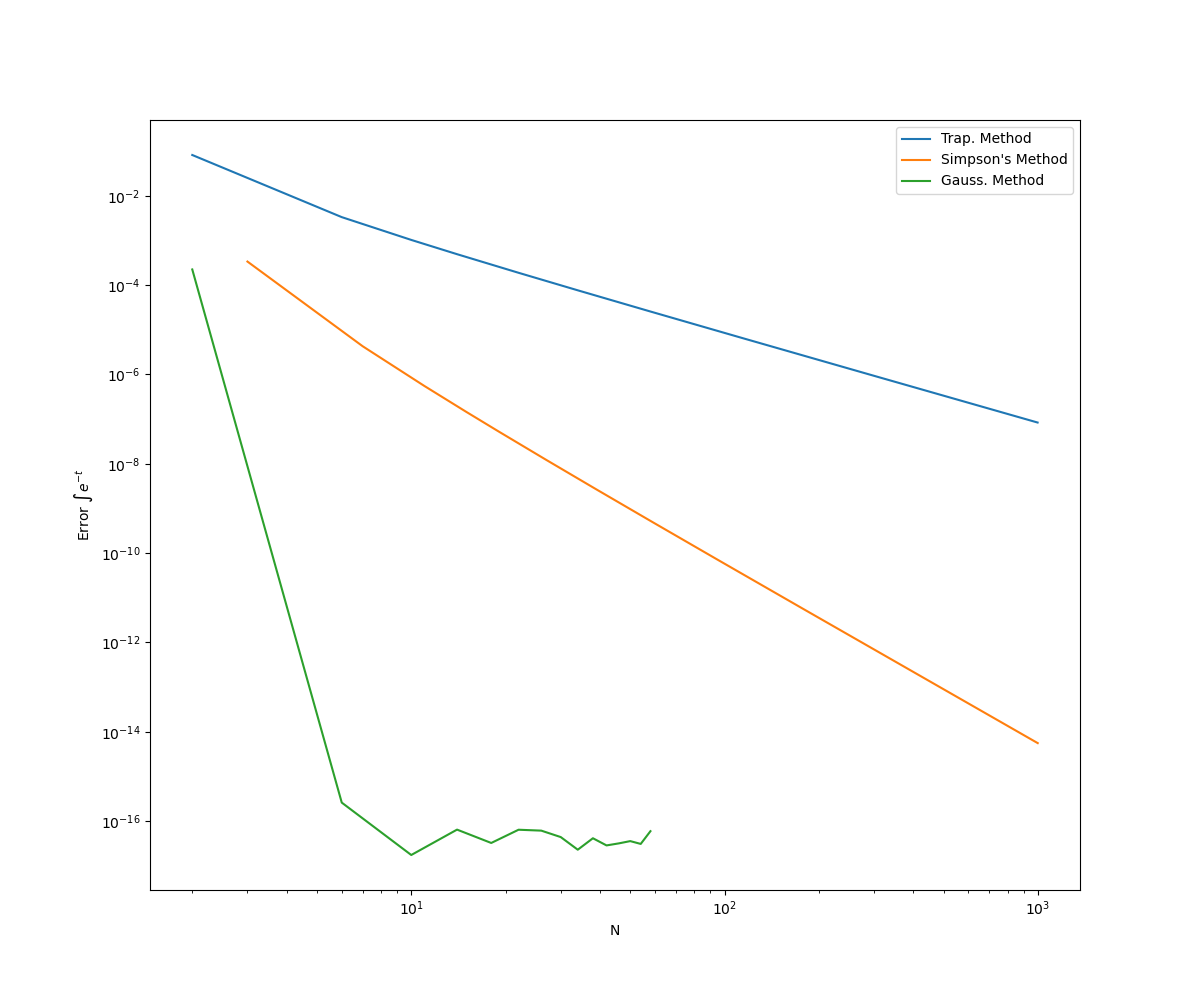 Trap. Method
Simpson's Method
Gauss. Method
10⁻²
10⁻⁴
10⁻⁶
10⁻⁸
10⁻¹⁰
10⁻¹²
10⁻¹⁴
10⁻¹⁶
Error ∫e⁻ᵗ
10¹
10²
10³
N